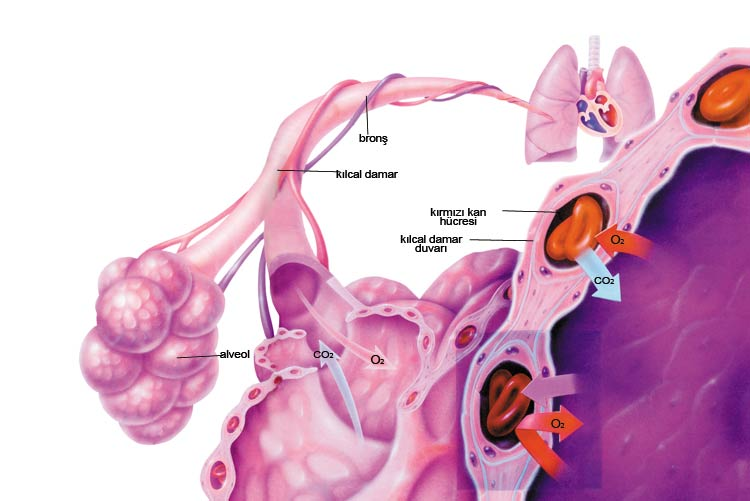 bronş
kılcal damar
kırmızı kan
hücresi
kılcal damar
duvarı
O₂
CO₂
alveol
CO₂
O₂
O₂